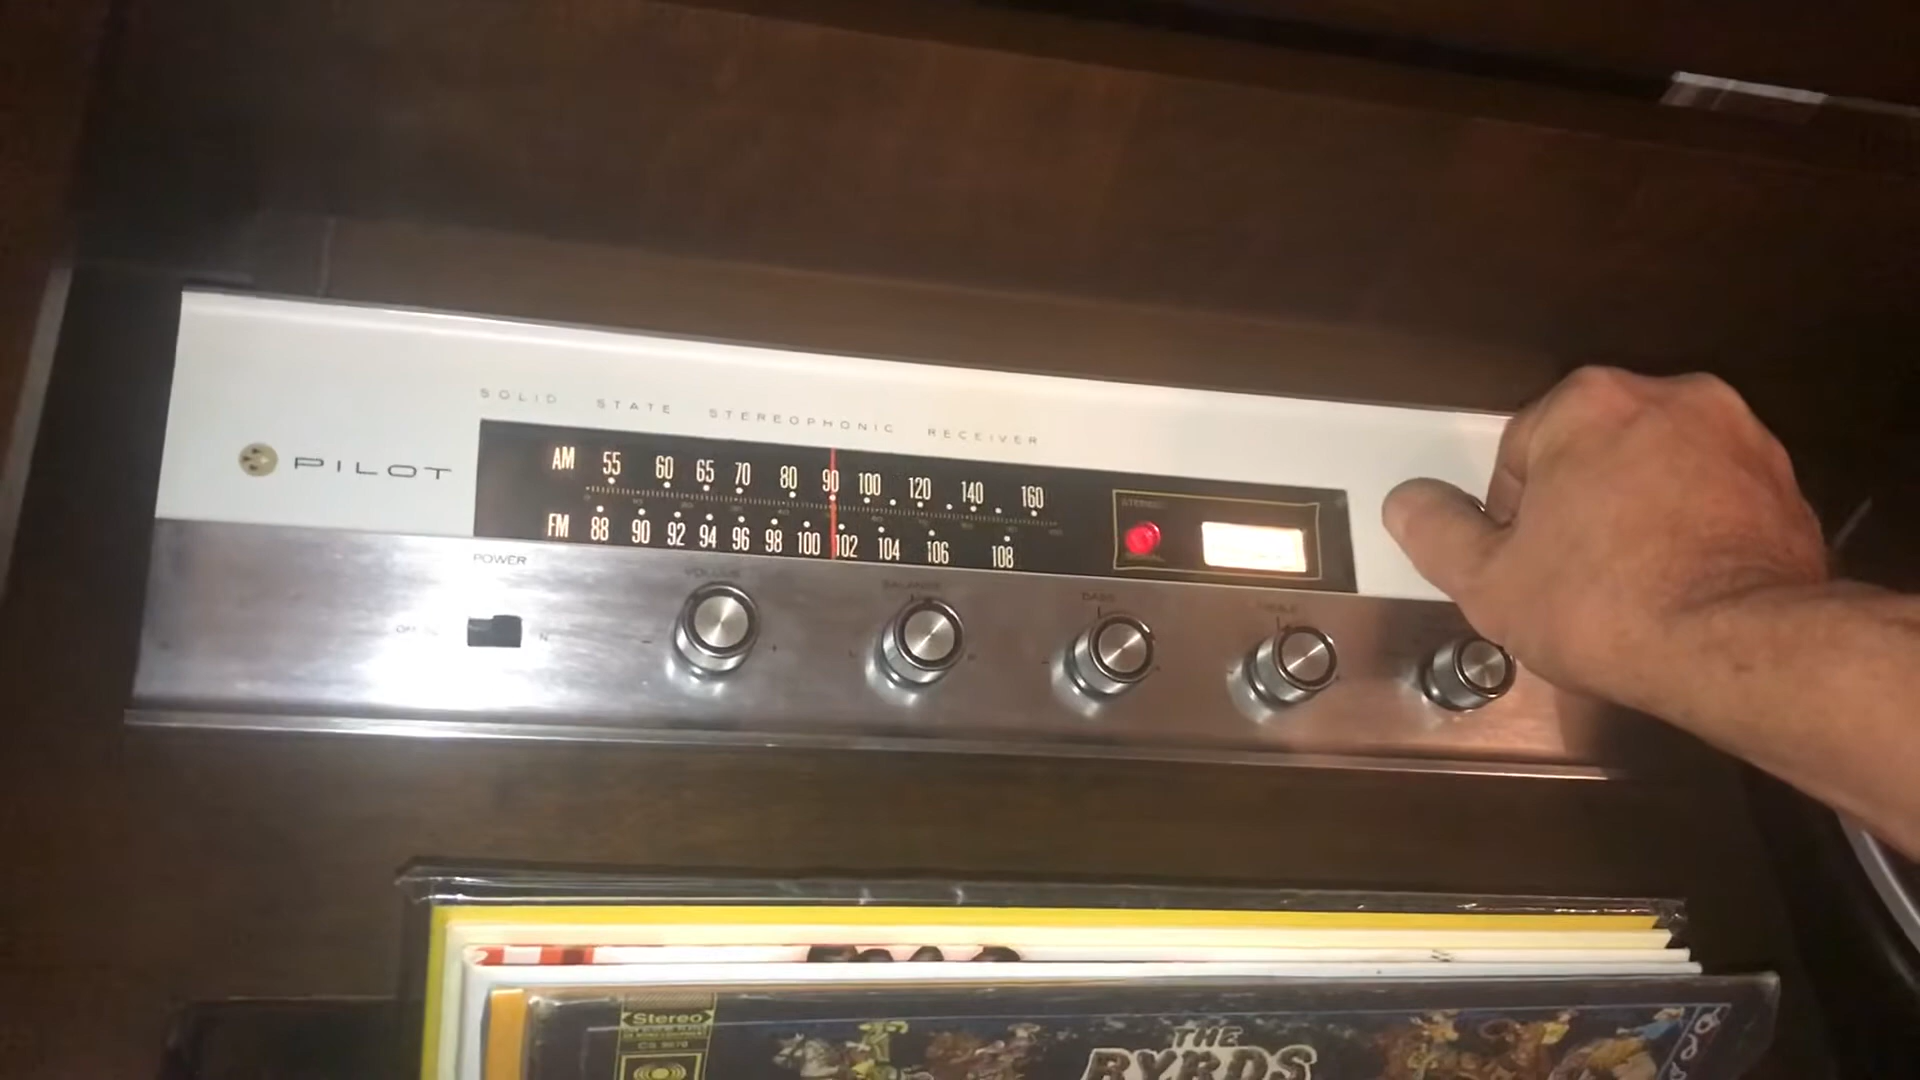 SOLID STATE STEREOPHONIC RECEIVER
PILOT
AM 55 60 65 70 80 90 100 120 140 160
FM 88 90 92 94 96 98 100 102 104 106 108
STEREO
POWER
VOLUME
BALANCE
BASS
TREBLE
- +
Stereo
THE
BYRDS